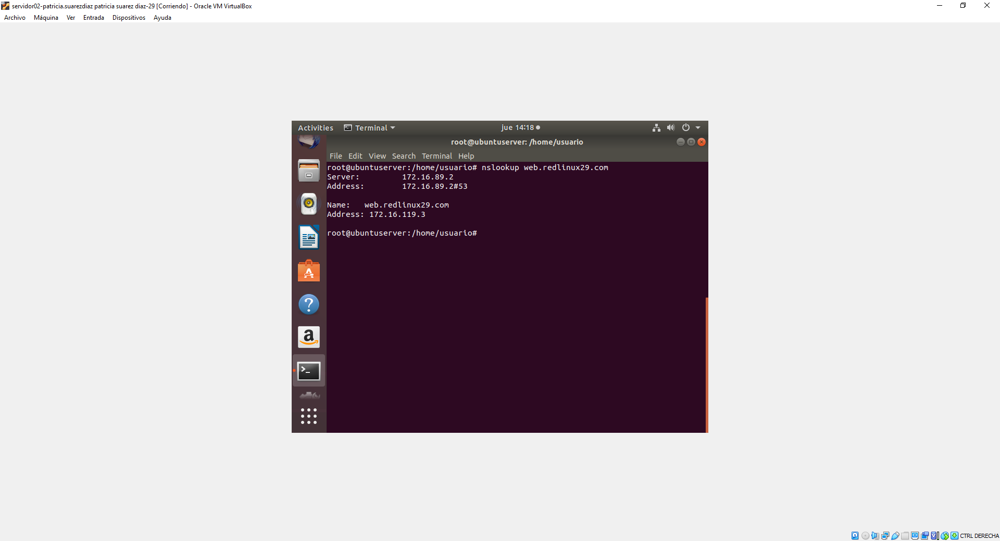 servidor02-patricia.suarezdiaz patricia suarez diaz-29 [Corriendo] - Oracle VM VirtualBox
Archivo Máquina Ver Entrada Dispositivos Ayuda
Activities Terminal jue 14:18
root@ubuntuserver: /home/usuario
File Edit View Search Terminal Help
root@ubuntuserver:/home/usuario# nslookup web.redlinux29.com
Server: 172.16.89.2
Address: 172.16.89.2#53
Name: web.redlinux29.com
Address: 172.16.119.3
root@ubuntuserver:/home/usuario#
CTRL DERECHA